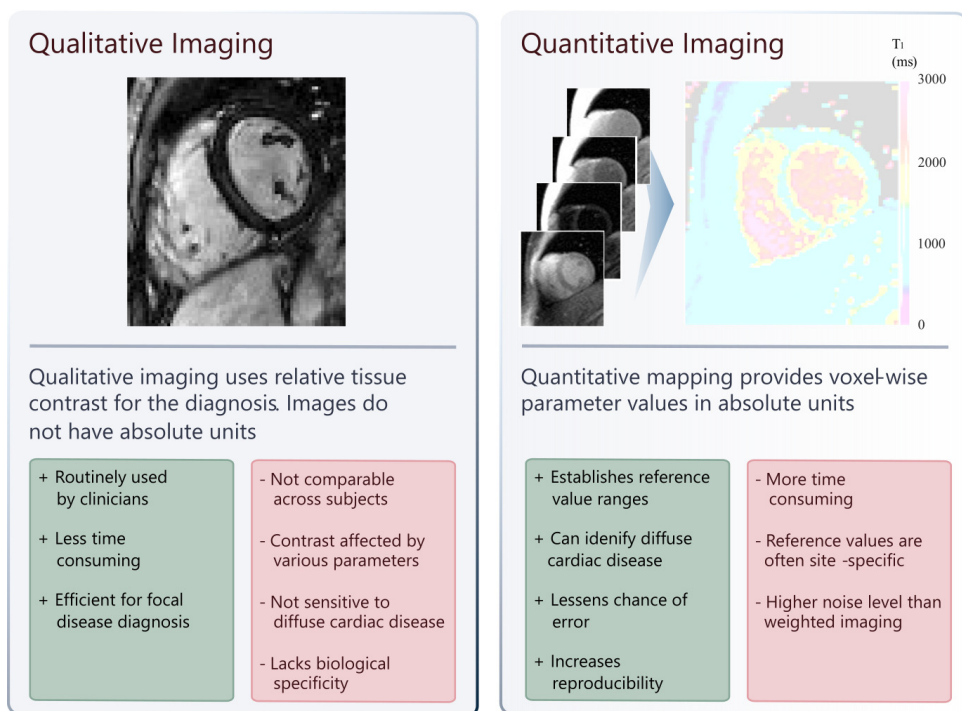 Qualitative Imaging
Qualitative imaging uses relative tissue
contrast for the diagnosis. Images do
not have absolute units
+ Routinely used
by clinicians
+ Less time
consuming
+ Efficient for focal
disease diagnosis
- Not comparable
across subjects
- Contrast affected by
various parameters
- Not sensitive to
diffuse cardiac disease
- Lacks biological
specificity
Quantitative Imaging
T1
(ms)
3000
2000
1000
0
Quantitative mapping provides voxel-wise
parameter values in absolute units
+ Establishes reference
value ranges
+ Can idenify diffuse
cardiac disease
+ Lessens chance of
error
+ Increases
reproducibility
- More time
consuming
- Reference values are
often site -specific
- Higher noise level than
weighted imaging